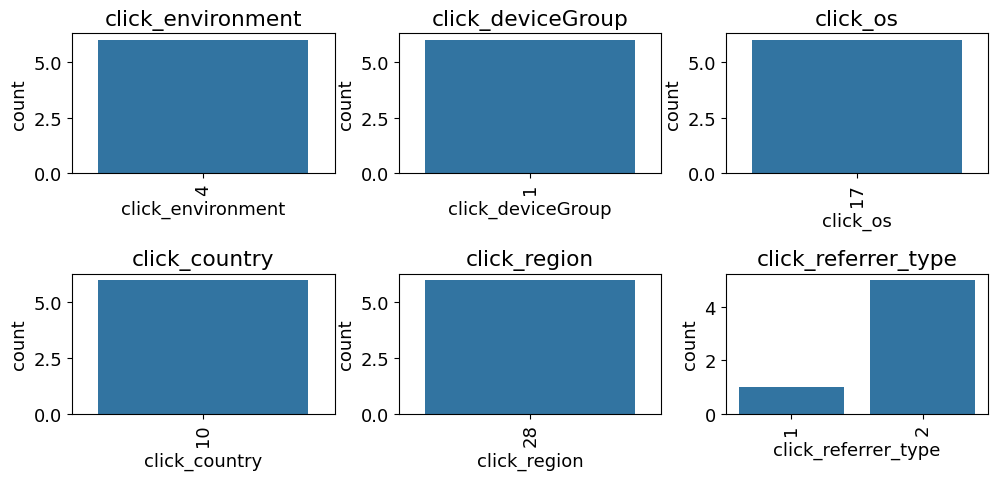 click_environment
count
5.0
2.5
0.0
4
click_environment
click_deviceGroup
count
5.0
2.5
0.0
1
click_deviceGroup
click_os
count
5.0
2.5
0.0
17
click_os
click_country
count
5.0
2.5
0.0
10
click_country
click_region
count
5.0
2.5
0.0
28
click_region
click_referrer_type
count
4
2
0
1
2
click_referrer_type